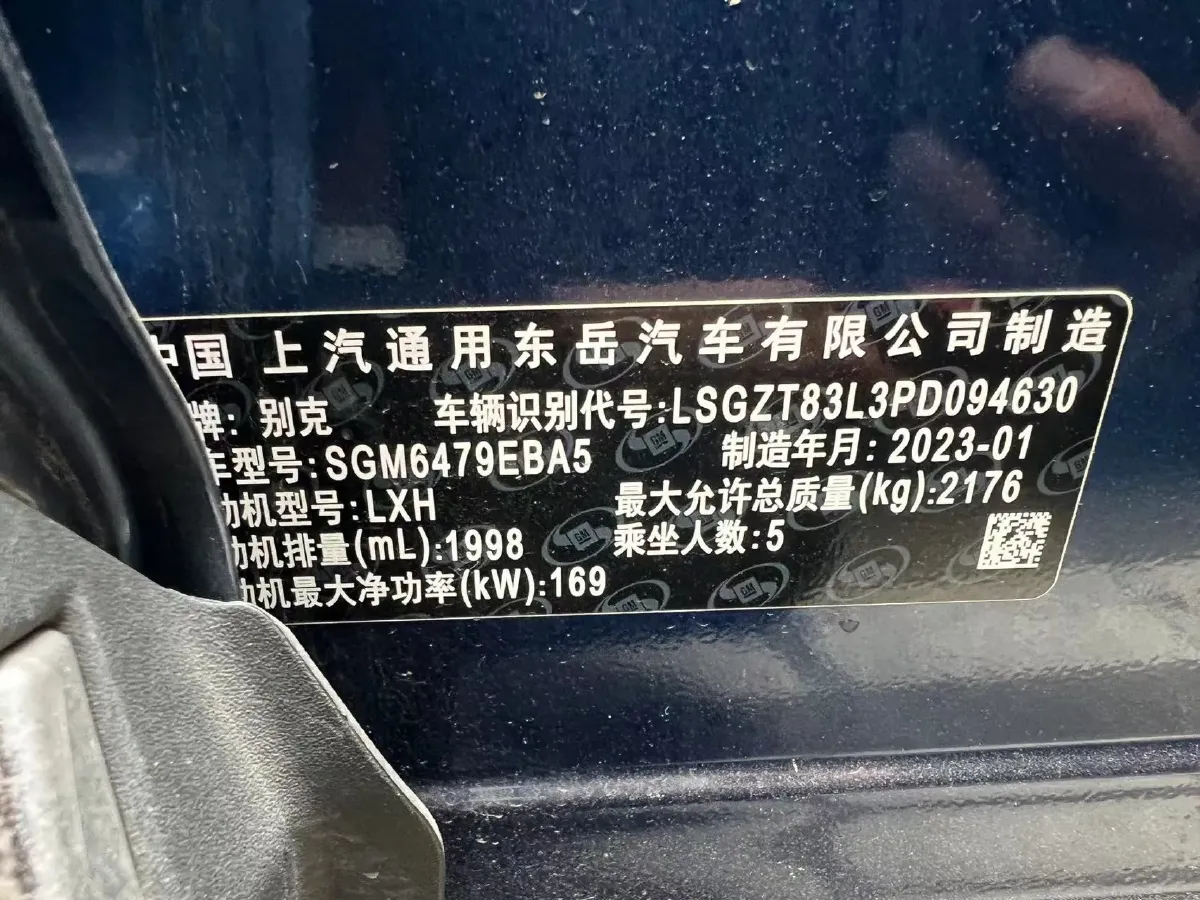 中国 上汽通用东岳汽车有限公司制造
牌: 别克 车辆识别代号:LSGZT83L3PD094630
车型号:SGM6479EBA5 制造年月: 2023-01
动机型号:LXH 最大允许总质量(kg):2176
动机排量(mL):1998 乘坐人数:5
动机最大净功率(kW):169